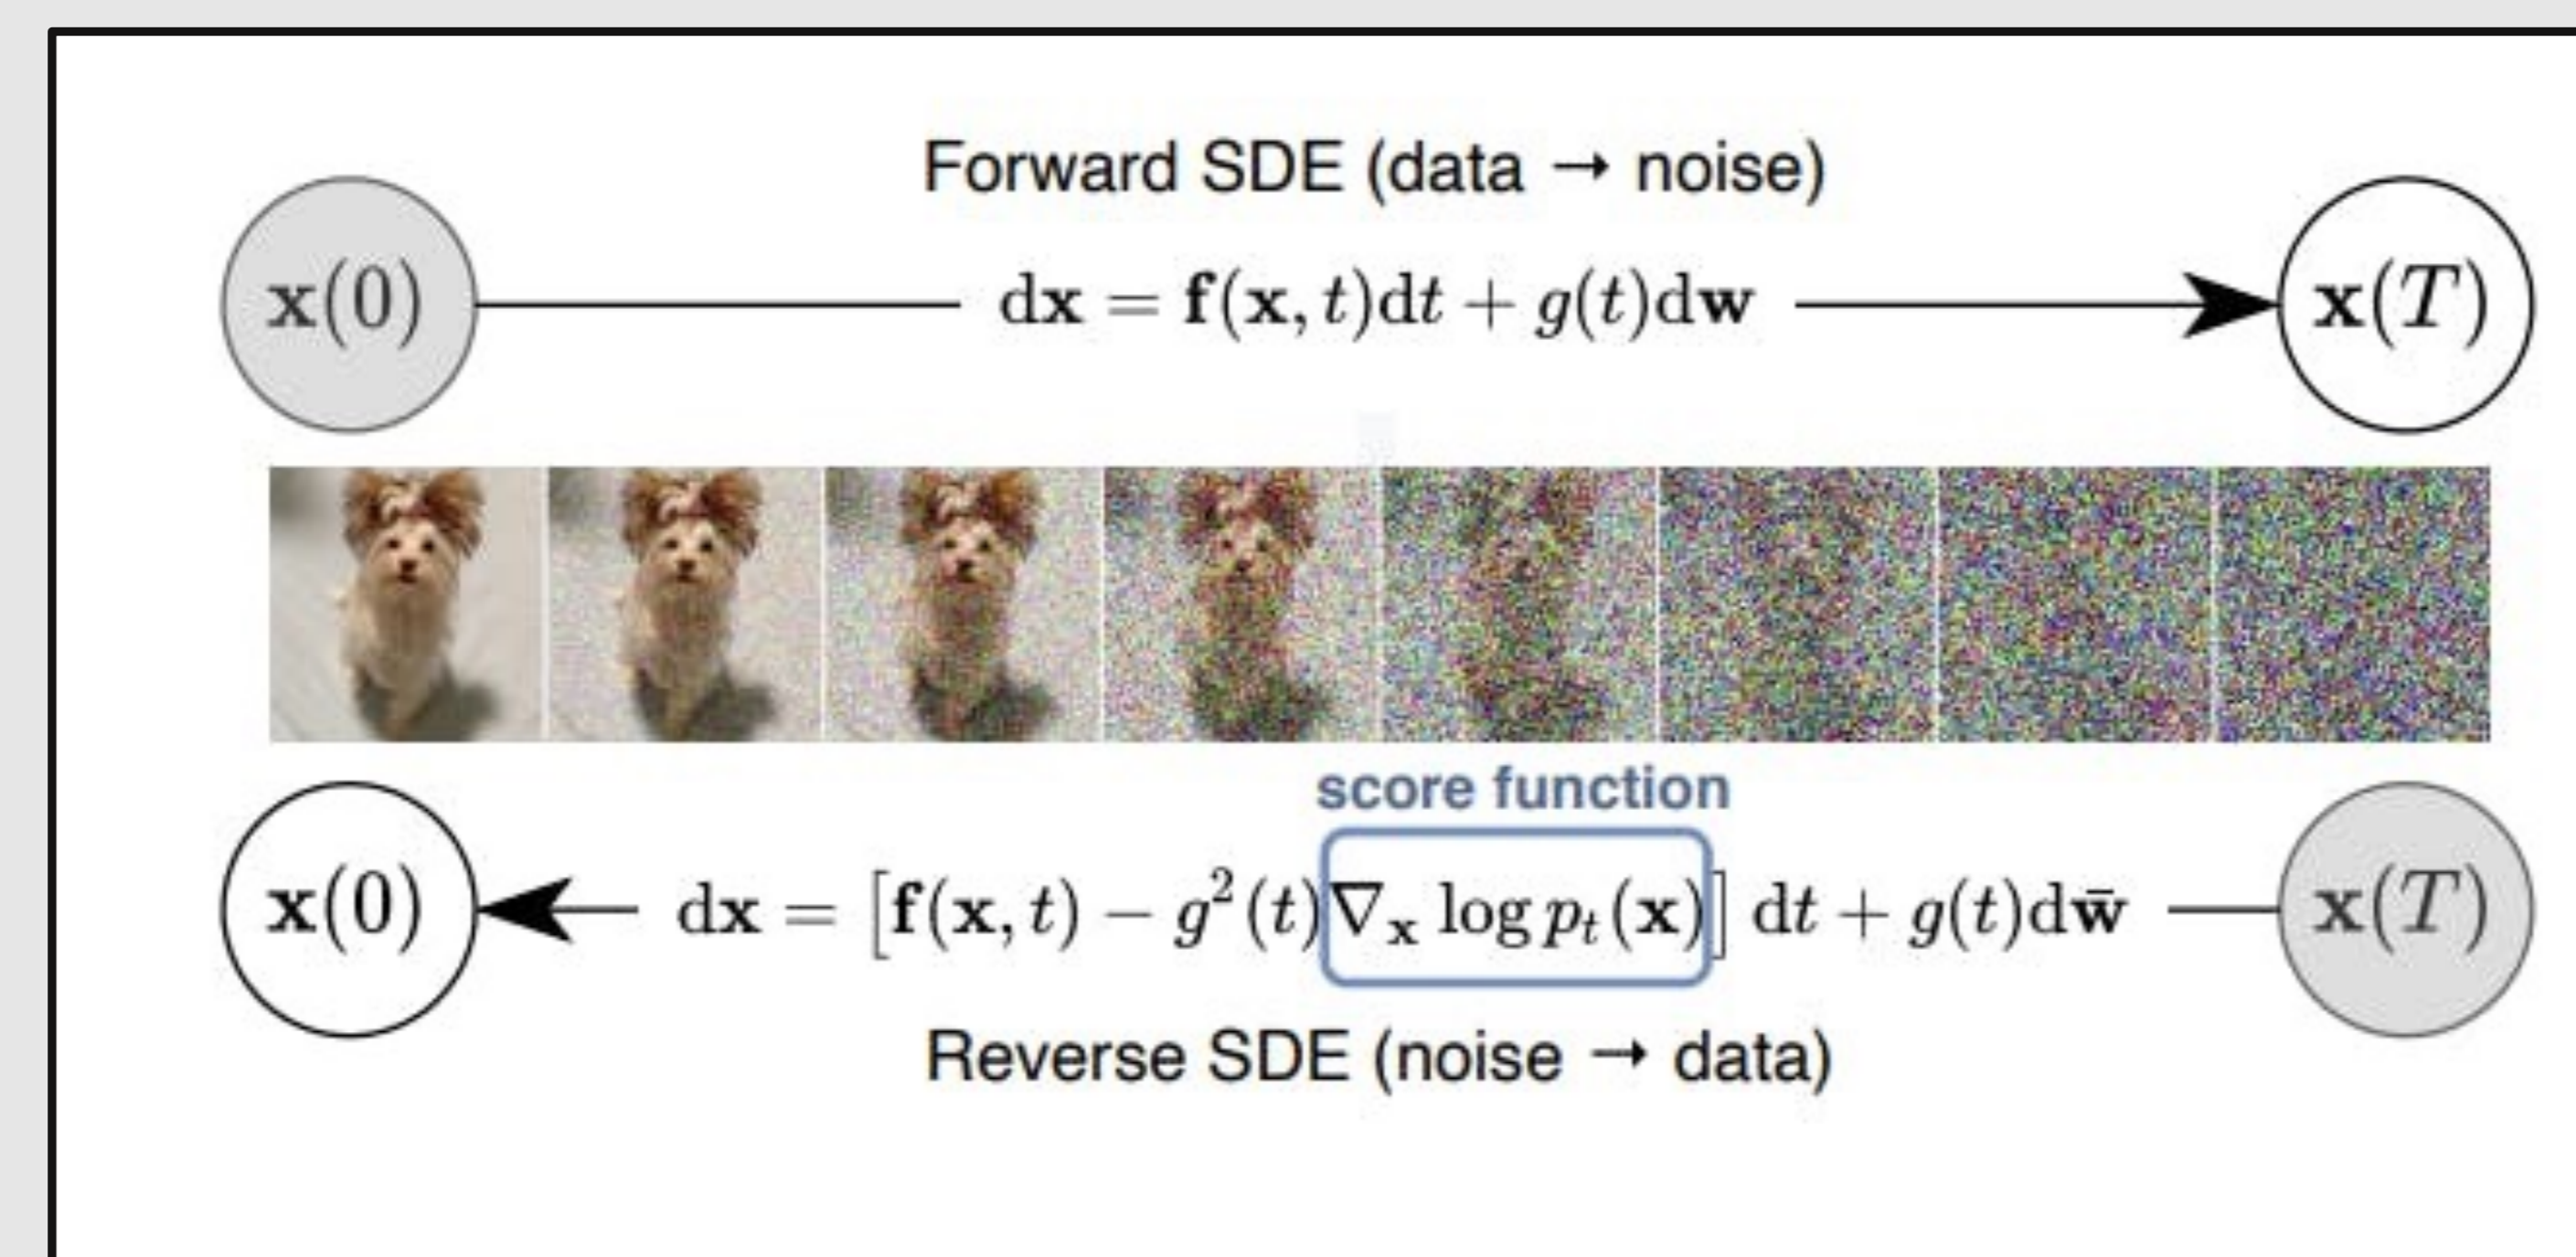 Forward SDE (data → noise)
x(0) dx = f(x, t)dt + g(t)dw x(T)
score function
x(0) dx = [f(x, t) − g²(t)∇ₓ log pₜ(x)] dt + g(t)dw̄ x(T)
Reverse SDE (noise → data)